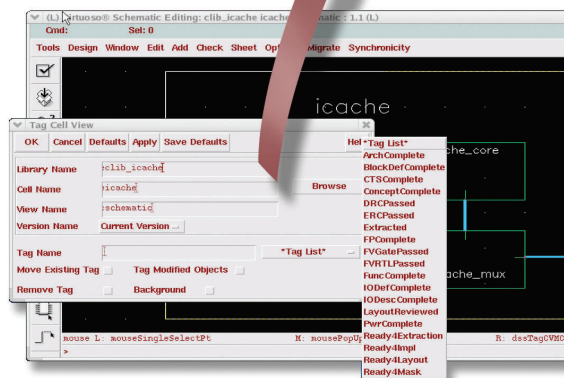 (L) Virtuoso® Schematic Editing: clib_icache icache schematic : 1.1 (L)
Cmd: Sel: 0
Tools Design Window Edit Add Check Sheet Migrate Synchronicity
icache
Tag Cell View
OK Cancel Defaults Apply Save Defaults
Library Name clib_icache
Cell Name icache Browse
View Name schematic
Version Name Current Version
Tag Name *Tag List*
Move Existing Tag Tag Modified Objects
Remove Tag Background
*Tag List*
ArchComplete
BlockDefComplete
CTSComplete
ConceptComplete
DRCPassed
ERCPassed
Extracted
FPComplete
FVGatePassed
FVRTLPassed
FuncComplete
IODefComplete
IODescComplete
LayoutReviewed
PwrComplete
Ready4Extraction
Ready4Impl
Ready4Layout
Ready4Mask
che_core
ache_mux
mouse L: mouseSingleSelectPt M: mousePopUp R: dssTagCVMC
>